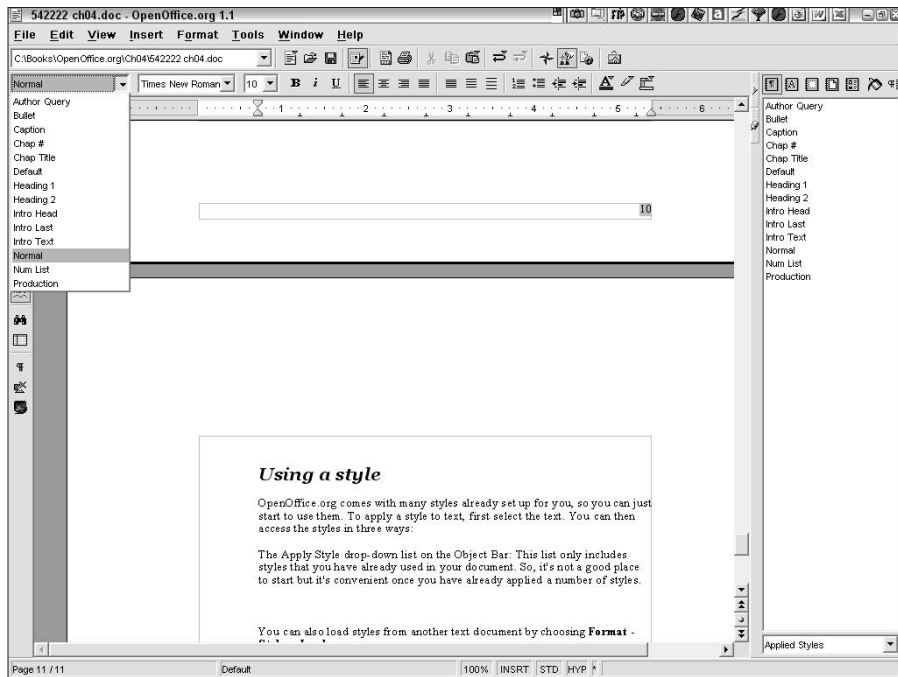 542222 ch04.doc - OpenOffice.org 1.1
File Edit View Insert Format Tools Window Help
C:\Books\OpenOffice.org\Ch04\542222 ch04.doc
Normal Times New Roman 10 B i U A
Author Query
Bullet
Caption
Chap #
Chap Title
Default
Heading 1
Heading 2
Intro Head
Intro Last
Intro Text
Normal
Num List
Production
1 2 3 4 5 6
10
Using a style
OpenOffice.org comes with many styles already set up for you, so you can just
start to use them. To apply a style to text, first select the text. You can then
access the styles in three ways:
The Apply Style drop-down list on the Object Bar: This list only includes
styles that you have already used in your document. So, it's not a good place
to start but it's convenient once you have already applied a number of styles.
You can also load styles from another text document by choosing Format -
Author Query
Bullet
Caption
Chap #
Chap Title
Default
Heading 1
Heading 2
Intro Head
Intro Last
Intro Text
Normal
Num List
Production
Applied Styles
Page 11 / 11 Default 100% INSRT STD HYP *